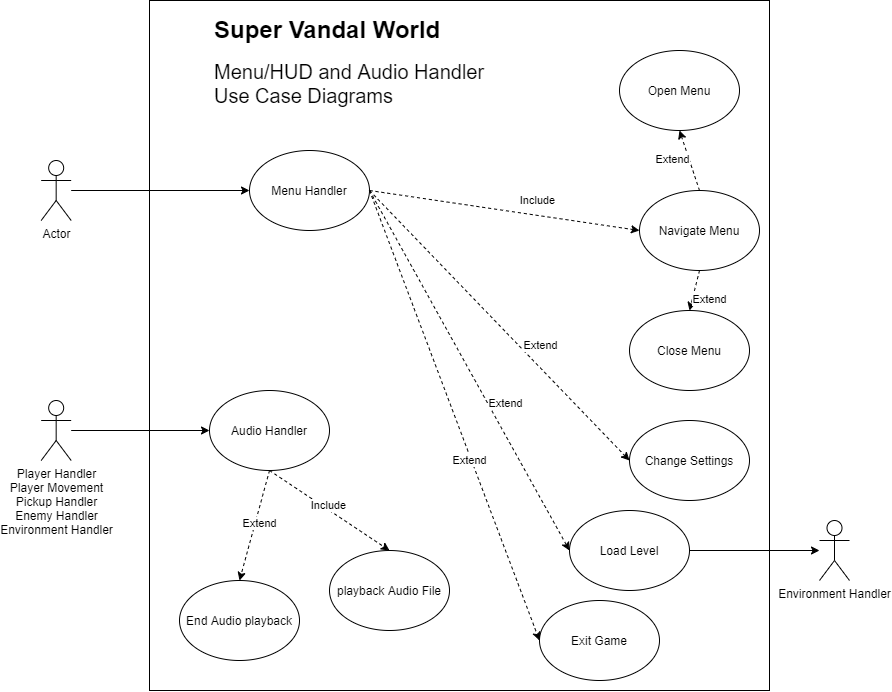 Super Vandal World
Menu/HUD and Audio Handler
Use Case Diagrams
Open Menu
Extend
Actor
Menu Handler
Include
Navigate Menu
Extend
Close Menu
Extend
Extend
Audio Handler
Extend
Change Settings
Player Handler
Player Movement
Pickup Handler
Enemy Handler
Environment Handler
Include
Extend
Load Level
Environment Handler
playback Audio File
End Audio playback
Exit Game